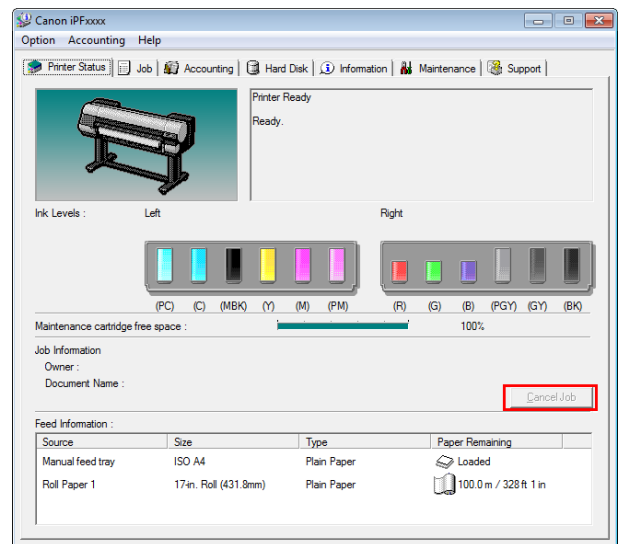 Canon iPFxxxx
Option Accounting Help
Printer Status Job Accounting Hard Disk Information Maintenance Support
Printer Ready
Ready.
Ink Levels : Left Right
(PC) (C) (MBK) (Y) (M) (PM) (R) (G) (B) (PGY) (GY) (BK)
Maintenance cartridge free space : 100%
Job Information
Owner :
Document Name :
Cancel Job
Feed Information :
Source Size Type Paper Remaining
Manual feed tray ISO A4 Plain Paper Loaded
Roll Paper 1 17-in. Roll (431.8mm) Plain Paper 100.0 m / 328 ft 1 in